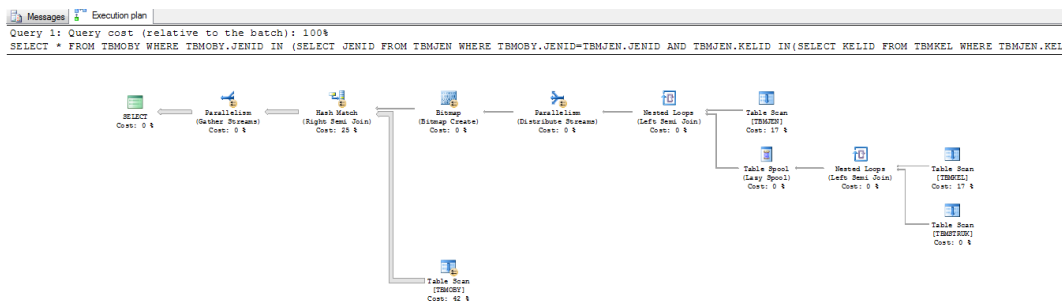 Messages
Execution plan
Query 1: Query cost (relative to the batch): 100%
SELECT * FROM TBMOBY WHERE TBMOBY.JENID IN (SELECT JENID FROM TBMJEN WHERE TBMOBY.JENID=TBMJEN.JENID AND TBMJEN.KELID IN(SELECT KELID FROM TBMKEL WHERE TBMJEN.KEL
SELECT
Cost: 0 %
Parallelism
(Gather Streams)
Cost: 0 %
Hash Match
(Right Semi Join)
Cost: 25 %
Bitmap
(Bitmap Create)
Cost: 0 %
Parallelism
(Distribute Streams)
Cost: 0 %
Nested Loops
(Left Semi Join)
Cost: 0 %
Table Scan
[TBMJEN]
Cost: 17 %
Table Spool
(Lazy Spool)
Cost: 0 %
Nested Loops
(Left Semi Join)
Cost: 0 %
Table Scan
[TBMKEL]
Cost: 17 %
Table Scan
[TBMSTRUK]
Cost: 0 %
Table Scan
[TBMOBY]
Cost: 42 %